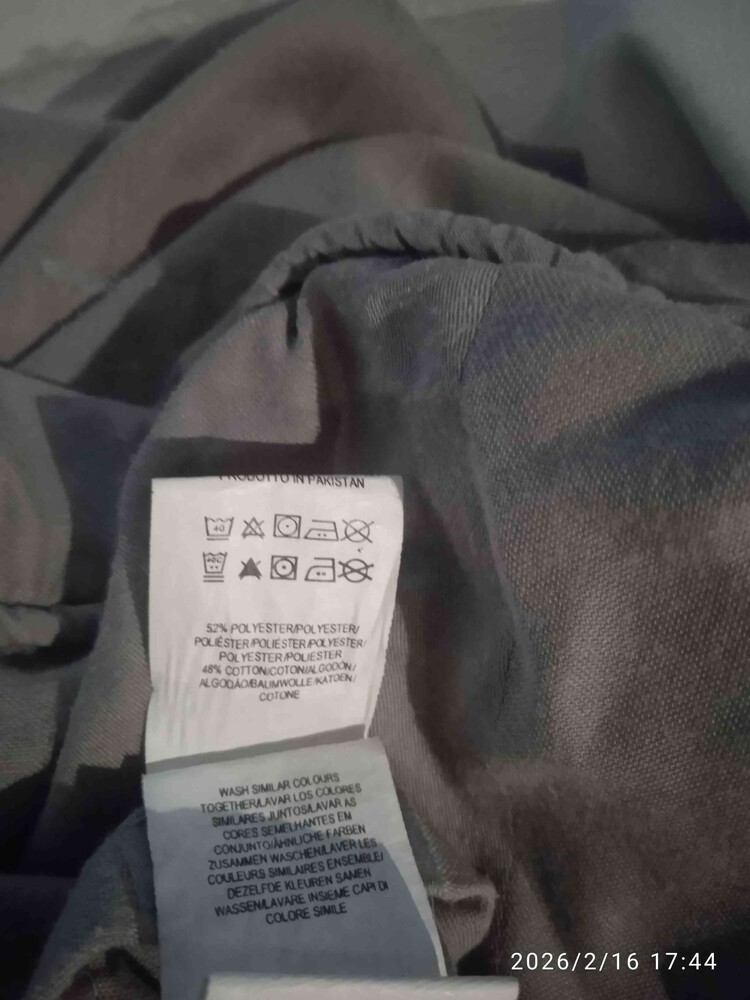 PRODOTTO IN PAKISTAN
40
40C
52% POLYESTER/POLYESTER/
POLIÉSTER/POLIESTER/POLYESTER/
POLYESTER/POLIESTER
48% COTTON/COTON/ALGODÓN/
ALGODÃO/BAUMWOLLE/KATOEN/
COTONE
WASH SIMILAR COLOURS
TOGETHER/LAVAR LOS COLORES
SIMILARES JUNTOS/LAVAR AS
CORES SEMELHANTES EM
CONJUNTO/ÄHNLICHE FARBEN
ZUSAMMEN WASCHEN/LAVER LES
COULEURS SIMILAIRES ENSEMBLE/
DEZELFDE KLEUREN SAMEN
WASSEN/LAVARE INSIEME CAPI DI
COLORE SIMILE
2026/2/16 17:44